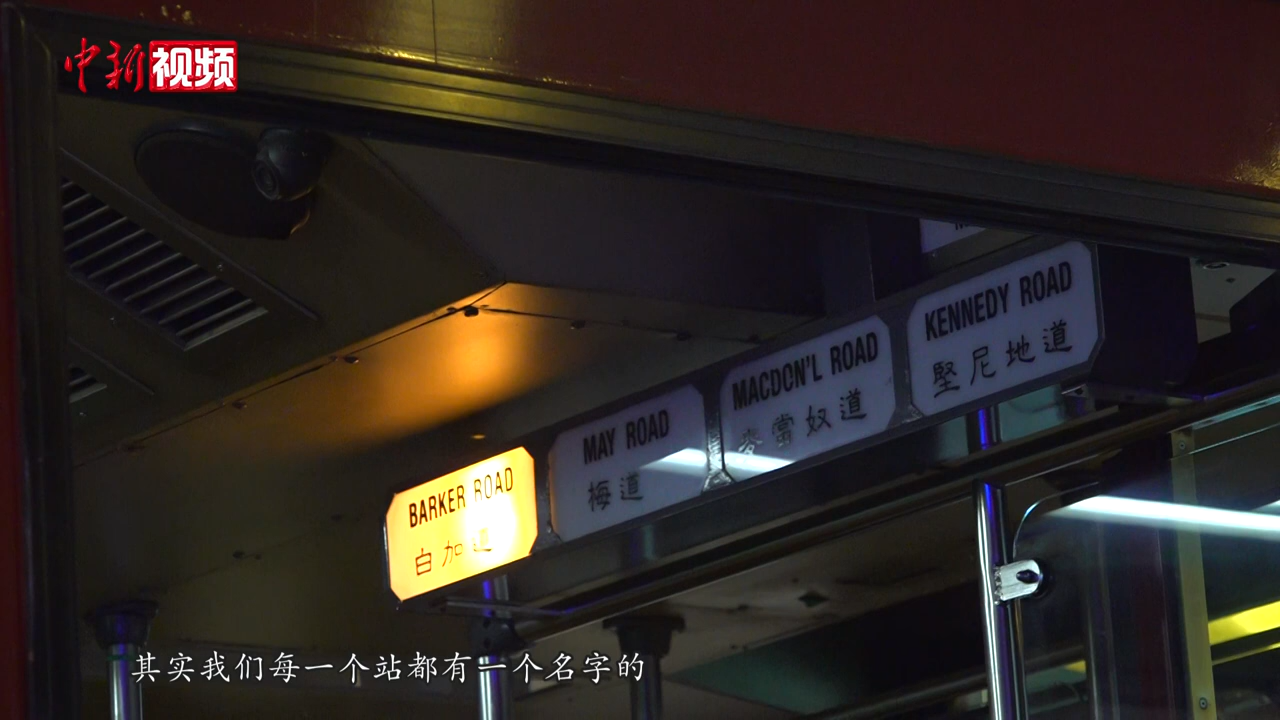 中新视频
BARKER ROAD
白加道
MAY ROAD
梅道
MACDON'L ROAD
麥當奴道
KENNEDY ROAD
堅尼地道
其实我们每一个站都有一个名字的